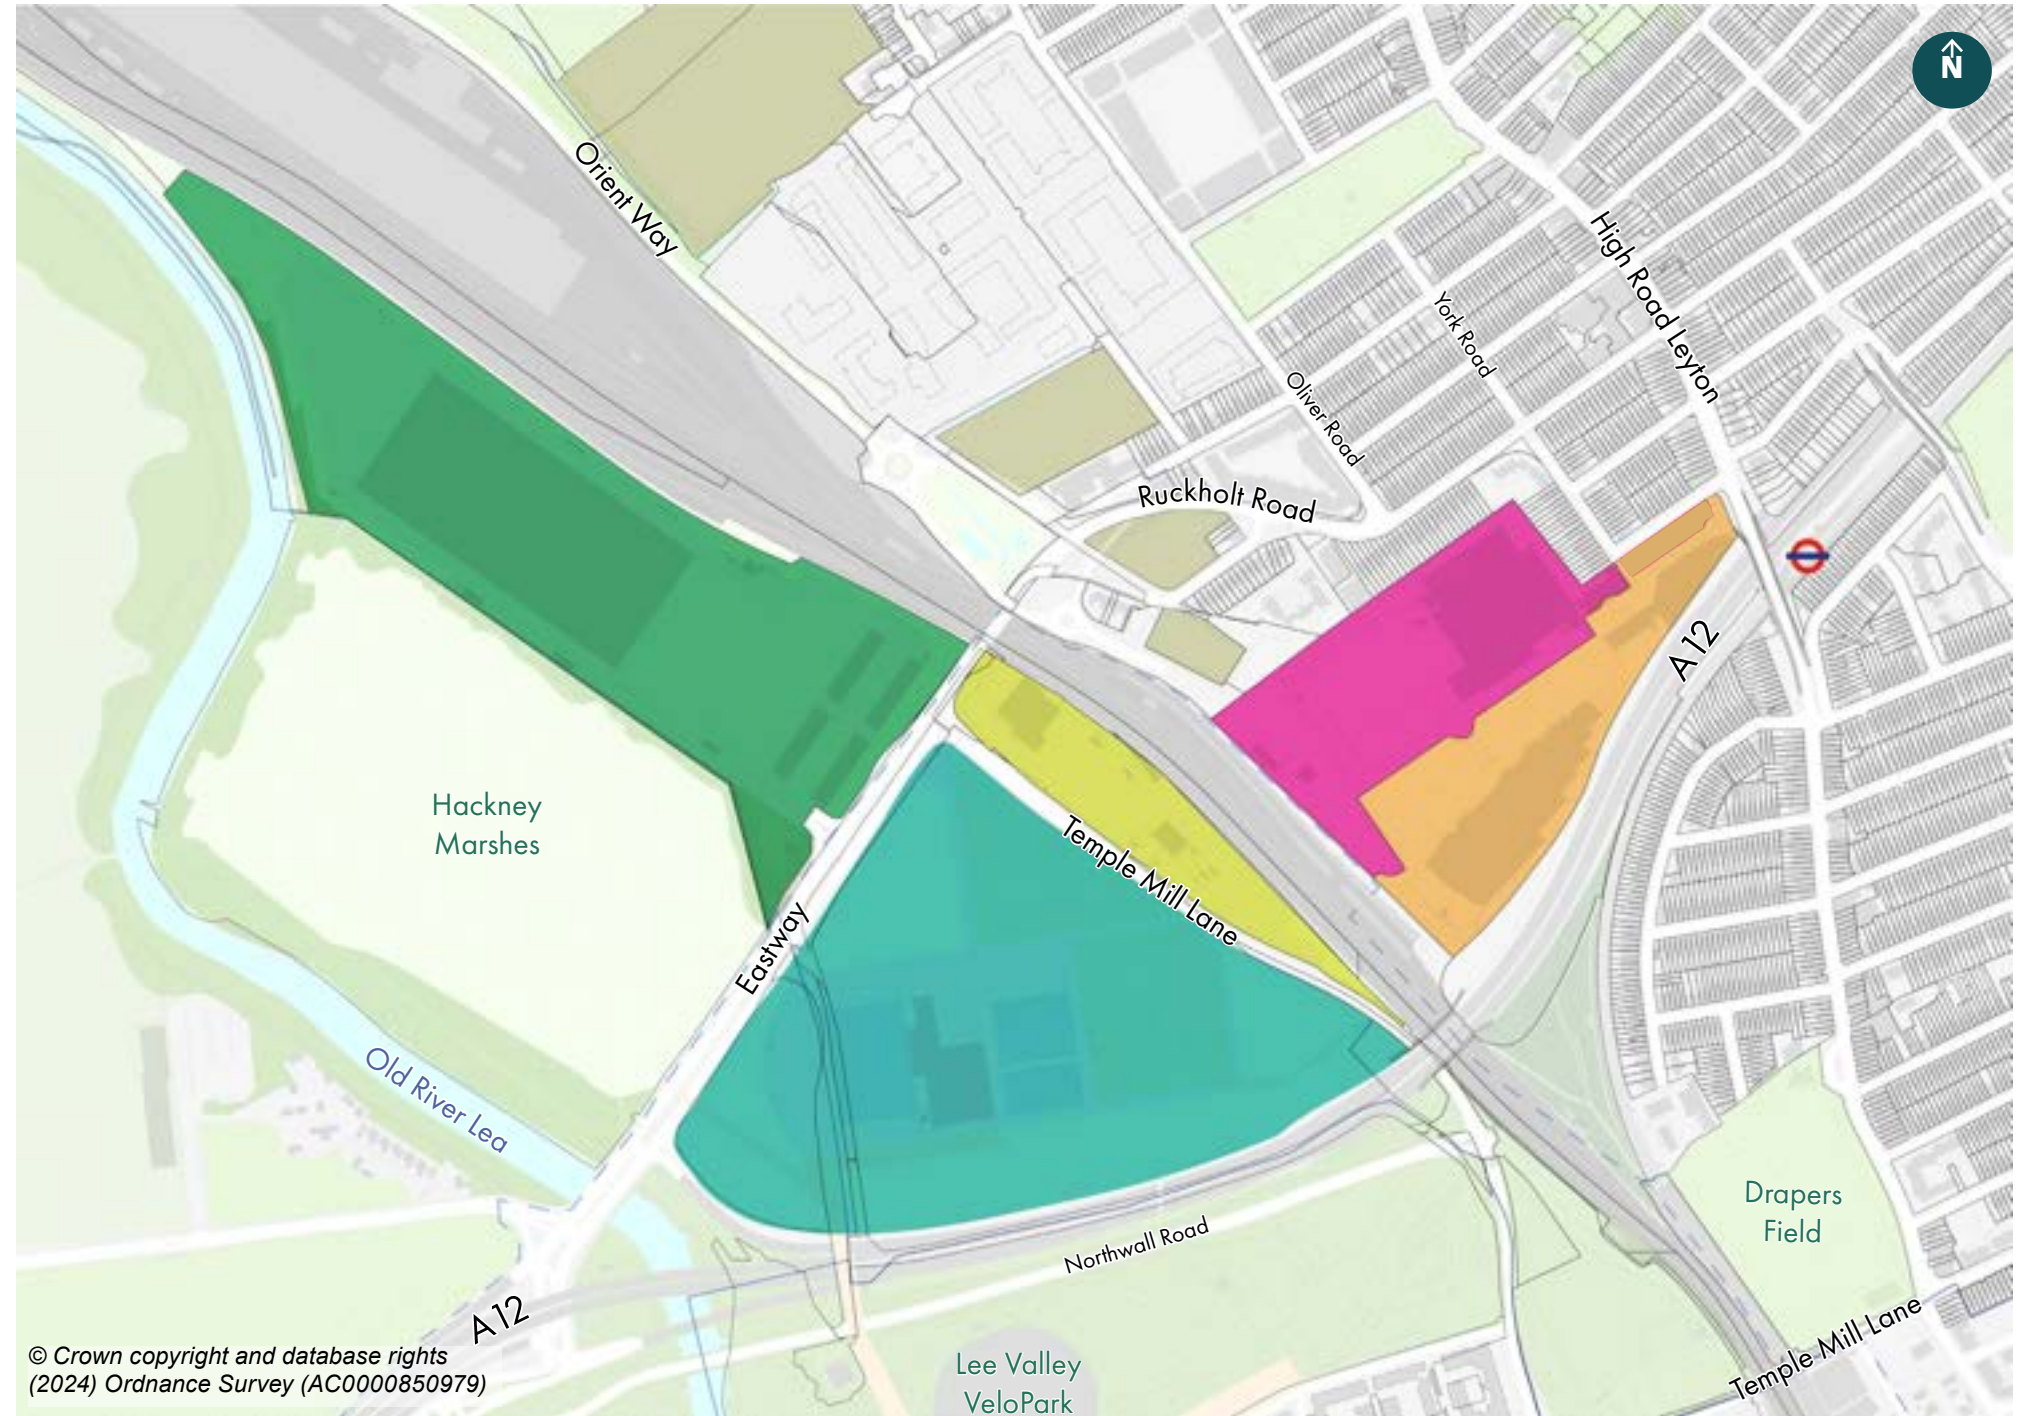 N
Orient Way
High Road Leyton
York Road
Oliver Road
Ruckholt Road
A12
Hackney
Marshes
Temple Mill Lane
Eastway
Old River Lea
Drapers
Field
Northwall Road
A12
Temple Mill Lane
Lee Valley
VeloPark
© Crown copyright and database rights
(2024) Ordnance Survey (AC0000850979)